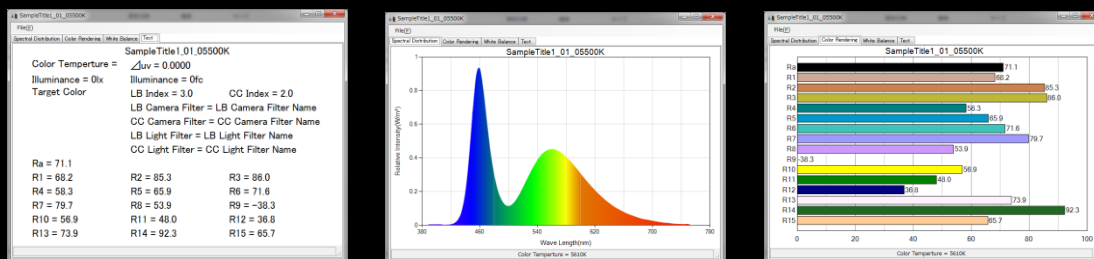 SampleTitle1_01_05500K
File(F)
Spectral Distribution Color Rendering White Balance Text
SampleTitle1_01_05500K
Color Temperture = ⊿uv = 0.0000
Illuminance = 0lx Illuminance = 0fc
Target Color LB Index = 3.0 CC Index = 2.0
LB Camera Filter = LB Camera Filter Name
CC Camera Filter = CC Camera Filter Name
LB Light Filter = LB Light Filter Name
CC Light Filter = CC Light Filter Name
Ra = 71.1
R1 = 68.2 R2 = 85.3 R3 = 86.0
R4 = 58.3 R5 = 65.9 R6 = 71.6
R7 = 79.7 R8 = 53.9 R9 = -38.3
R10 = 56.9 R11 = 48.0 R12 = 36.8
R13 = 73.9 R14 = 92.3 R15 = 65.7
SampleTitle1_01_05500K
File(F)
Spectral Distribution Color Rendering White Balance Text
SampleTitle1_01_05500K
Relative Intensity(W/m²)
1
0.8
0.6
0.4
0.2
0
380 460 540 620 700 780
Wave Length(nm)
Color Temperture = 5610K
SampleTitle1_01_05500K
File(F)
Spectral Distribution Color Rendering White Balance Text
SampleTitle1_01_05500K
Ra 71.1
R1 68.2
R2 85.3
R3 86.0
R4 58.3
R5 65.9
R6 71.6
R7 79.7
R8 53.9
R9 -38.3
R10 56.9
R11 48.0
R12 36.8
R13 73.9
R14 92.3
R15 65.7
0 20 40 60 80 100
Color Temperture = 5610K